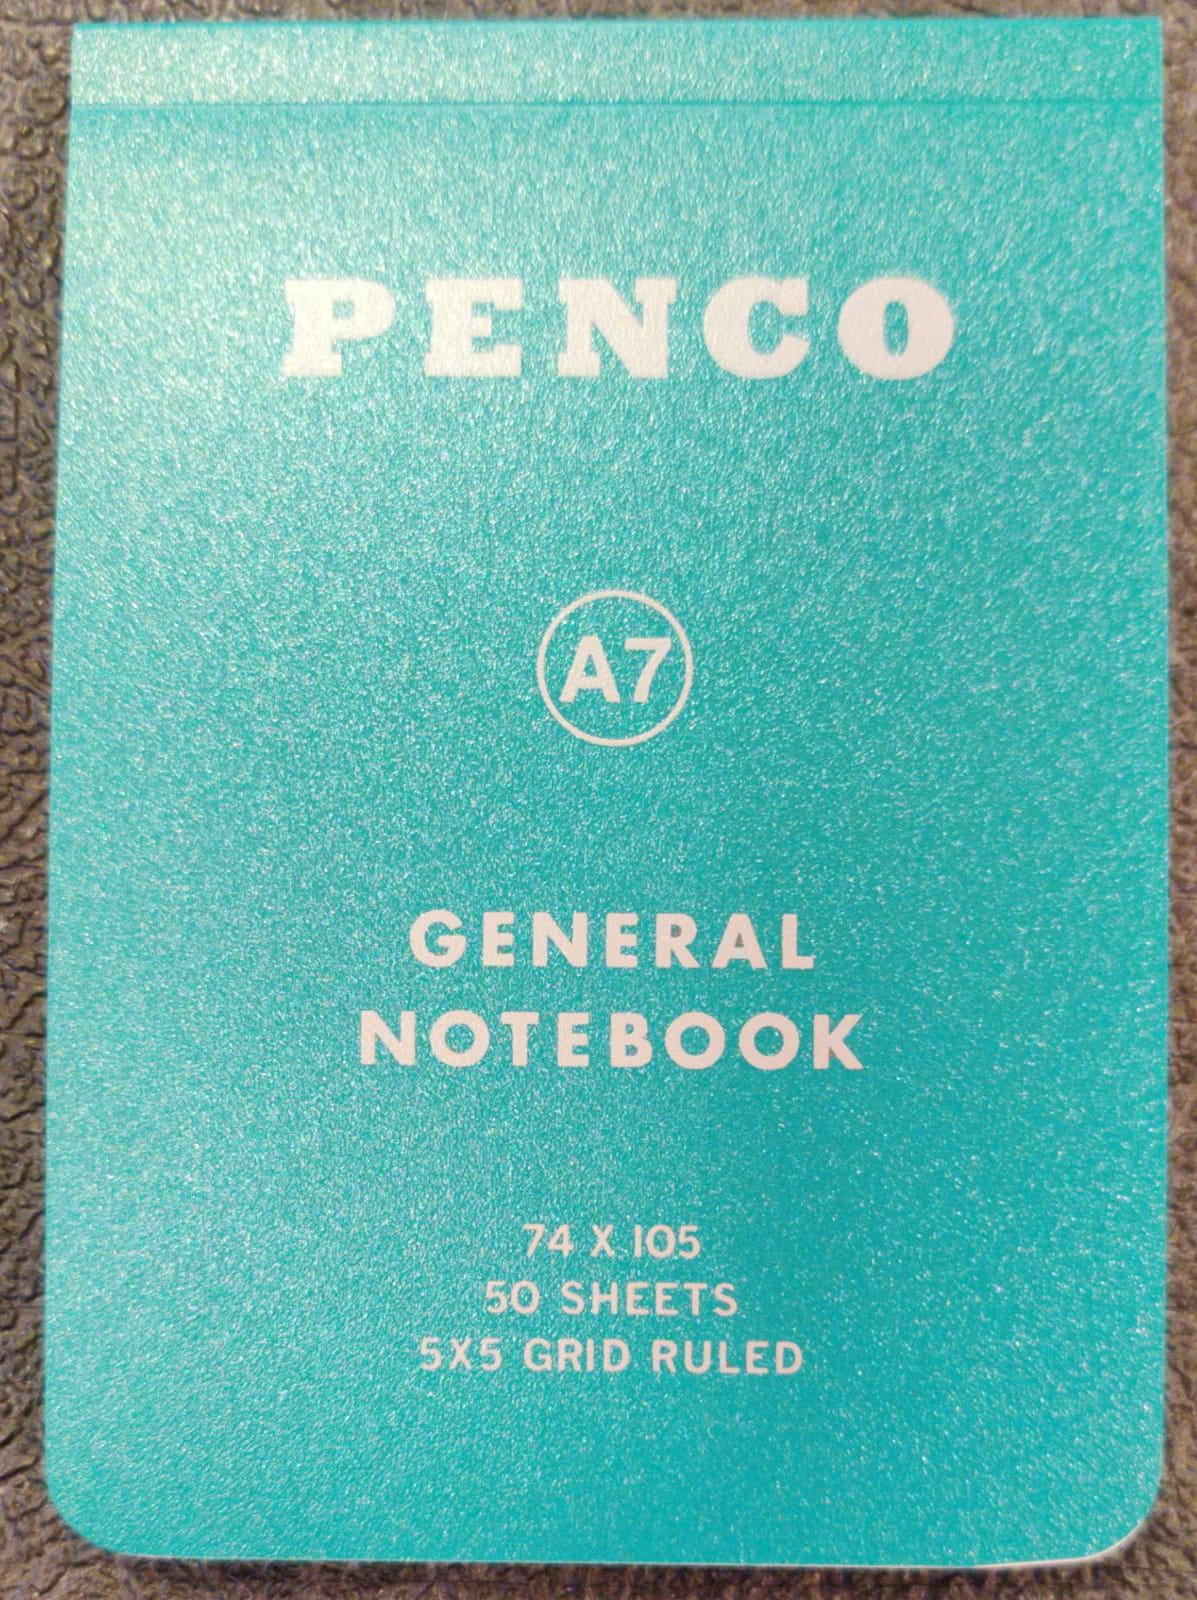 PENCO
A7
GENERAL
NOTEBOOK
74 X 105
50 SHEETS
5X5 GRID RULED